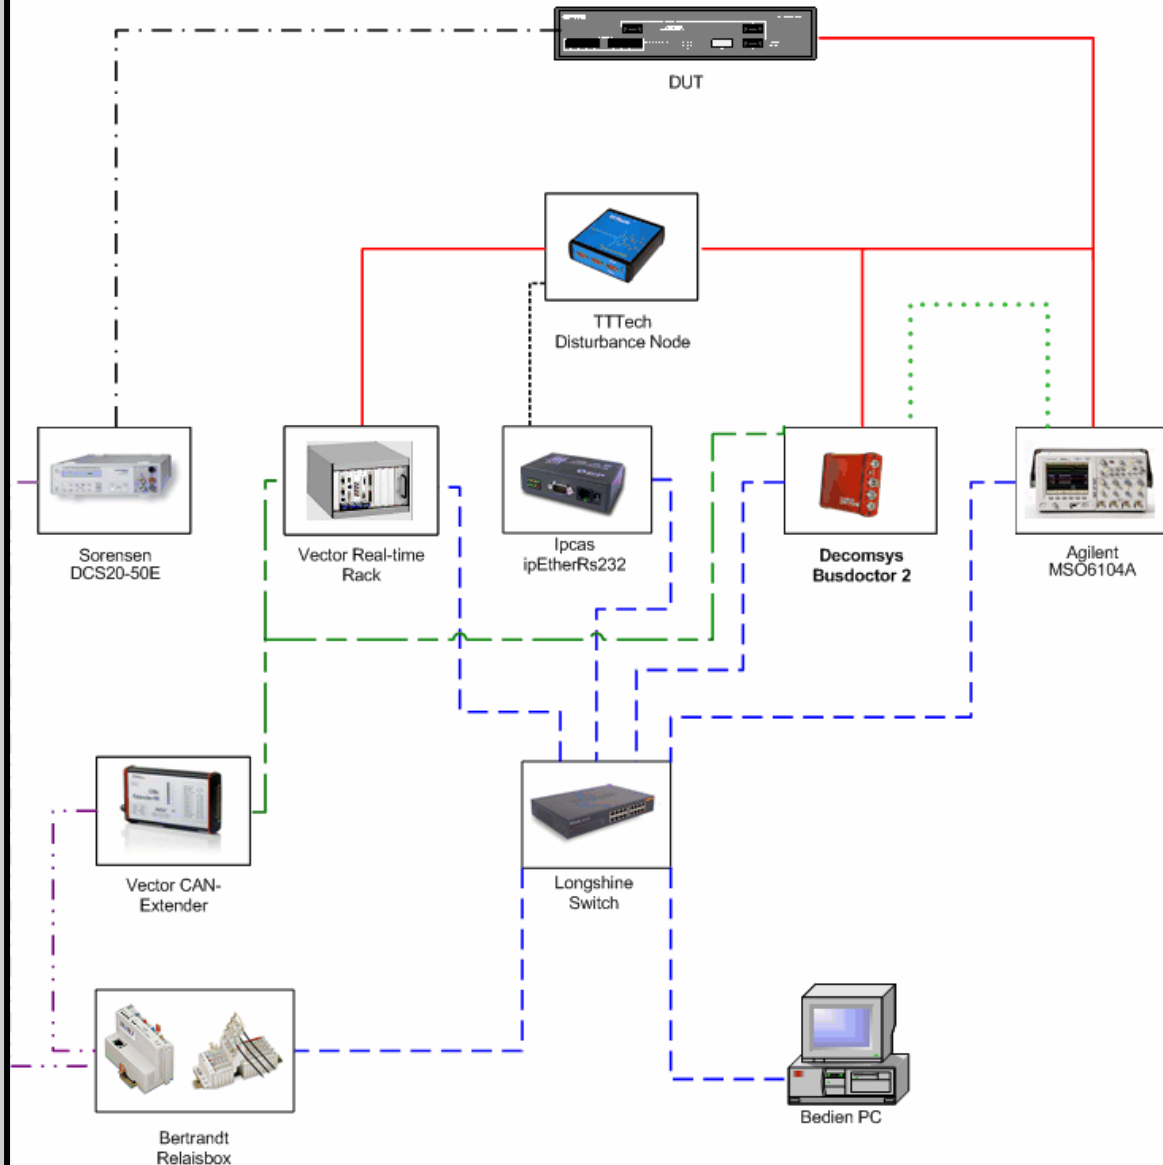 DUT
TTTech
Disturbance Node
Sorensen
DCS20-50E
Vector Real-time
Rack
Ipcas
ipEtherRs232
Decomsys
Busdoctor 2
Agilent
MSO6104A
Vector CAN-
Extender
Longshine
Switch
Bedien PC
Bertrandt
Relaisbox